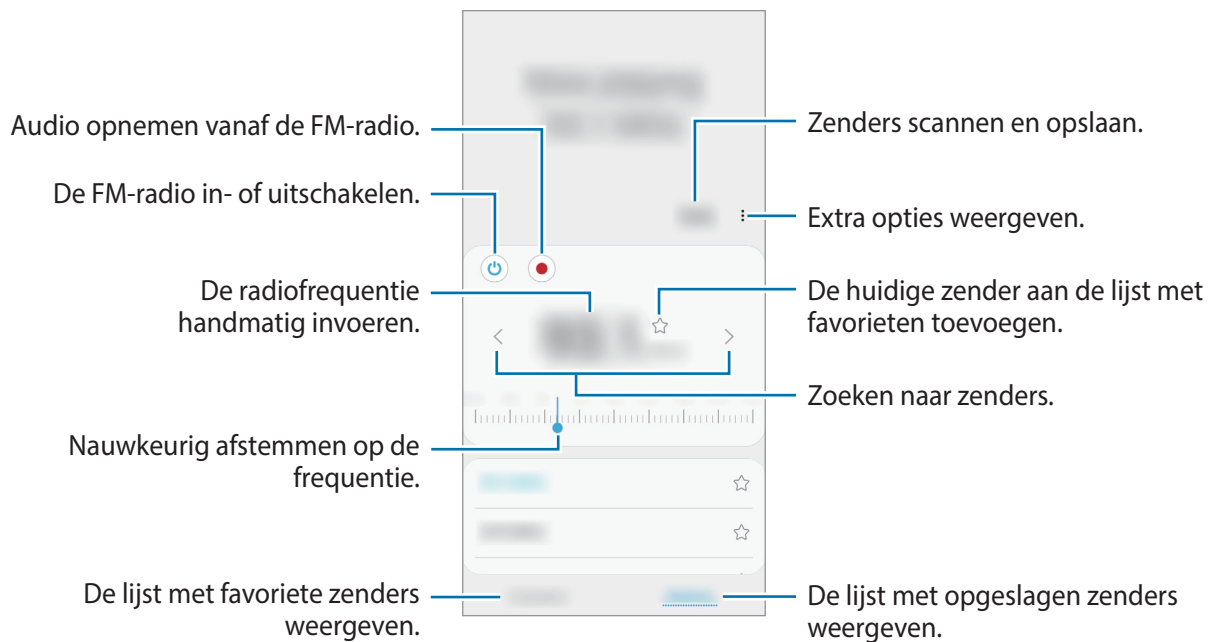 Audio opnemen vanaf de FM-radio.
De FM-radio in- of uitschakelen.
De radiofrequentie
handmatig invoeren.
Nauwkeurig afstemmen op de
frequentie.
De lijst met favoriete zenders
weergeven.
Zenders scannen en opslaan.
Extra opties weergeven.
De huidige zender aan de lijst met
favorieten toevoegen.
Zoeken naar zenders.
De lijst met opgeslagen zenders
weergeven.